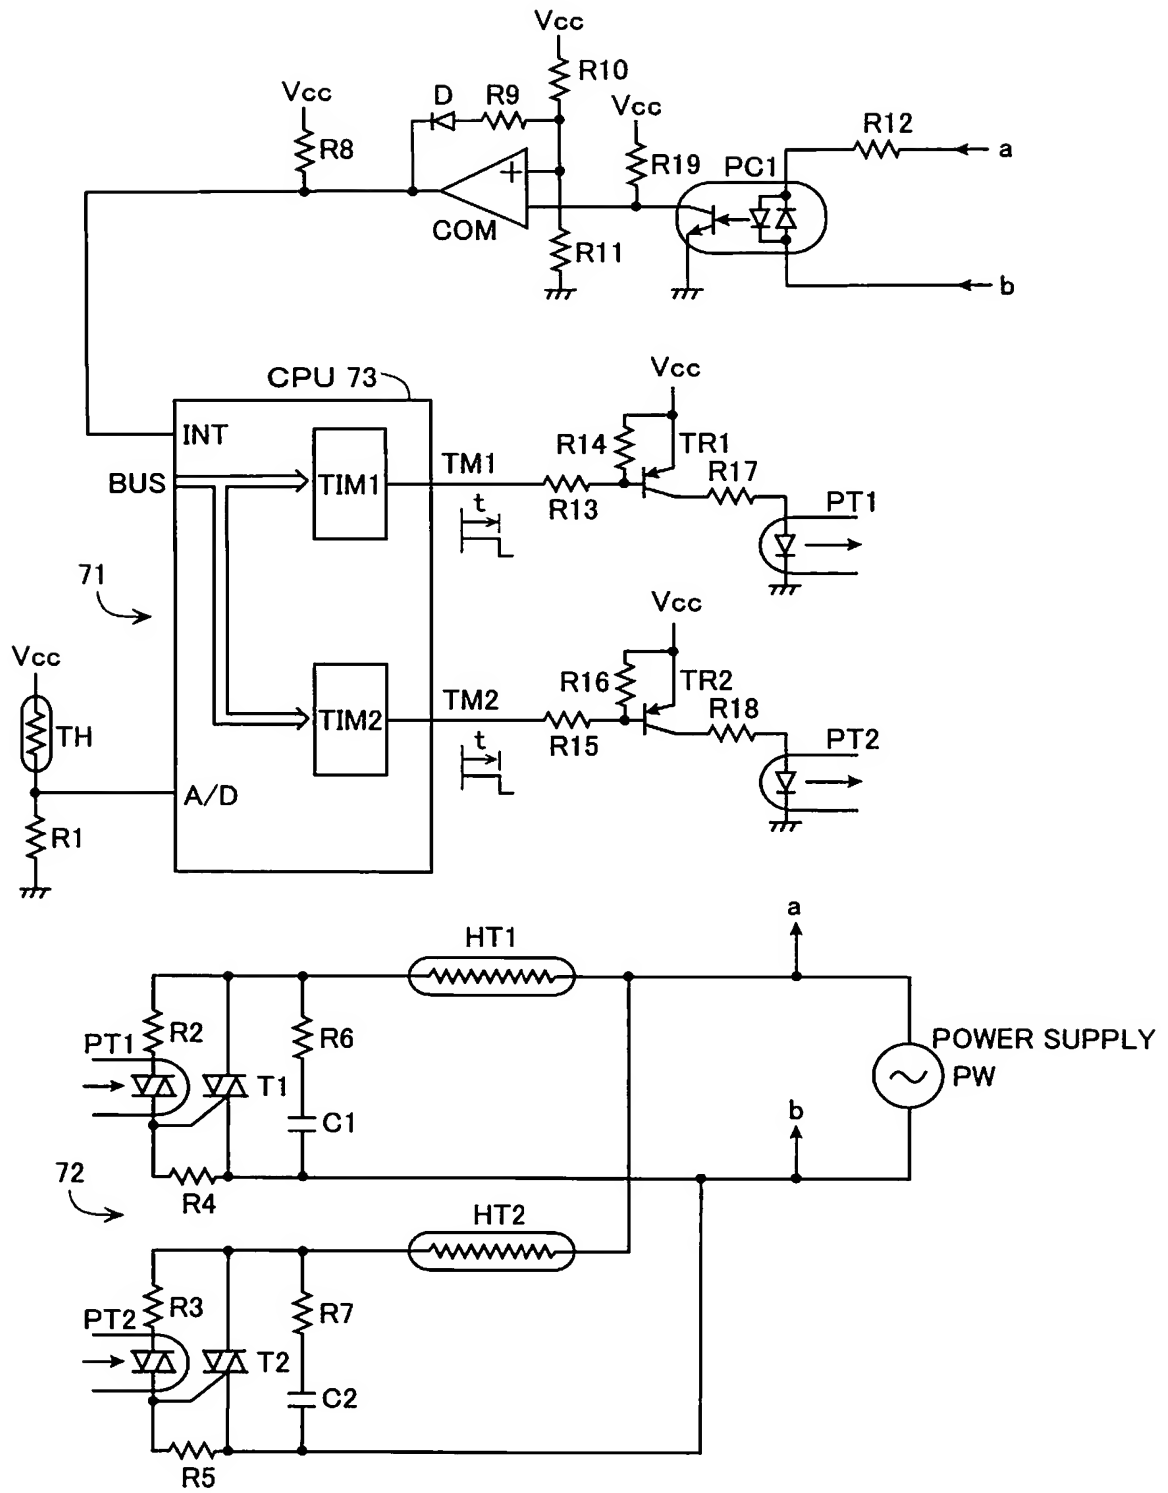 Vcc
R10
D
R9
Vcc
Vcc
R8
R19
R12
a
PC1
+
COM
R11
b
CPU 73
Vcc
INT
R14
TR1
BUS
TIM1
TM1
R17
t
R13
PT1
71
Vcc
Vcc
R16
TR2
TH
TIM2
TM2
R18
t
R15
PT2
A/D
R1
a
HT1
R2
R6
POWER SUPPLY
PW
PT1
T1
C1
b
72
R4
HT2
R3
R7
PT2
T2
C2
R5